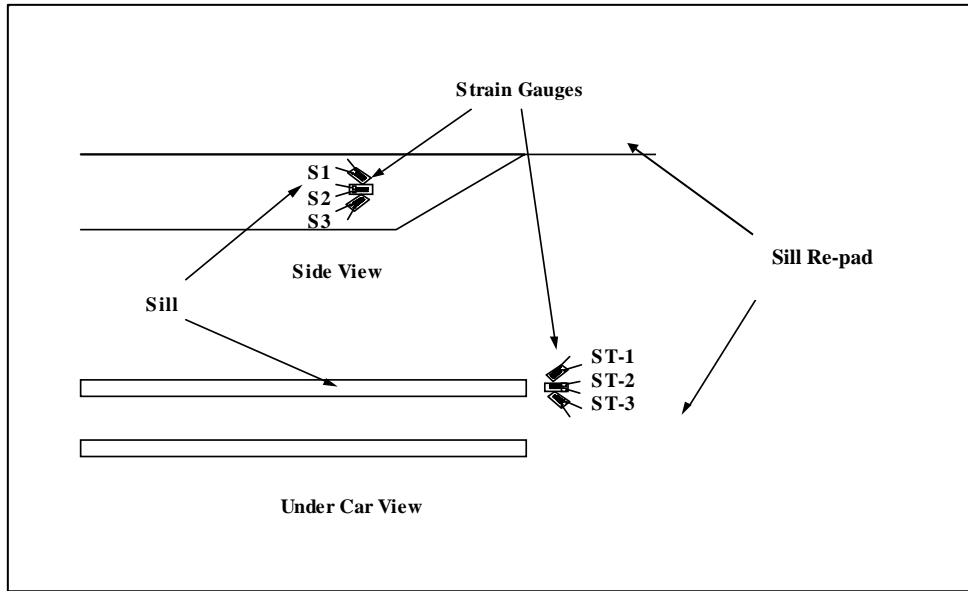 Strain Gauges
S1
S2
S3
Side View
Sill Re-pad
Sill
ST-1
ST-2
ST-3
Under Car View